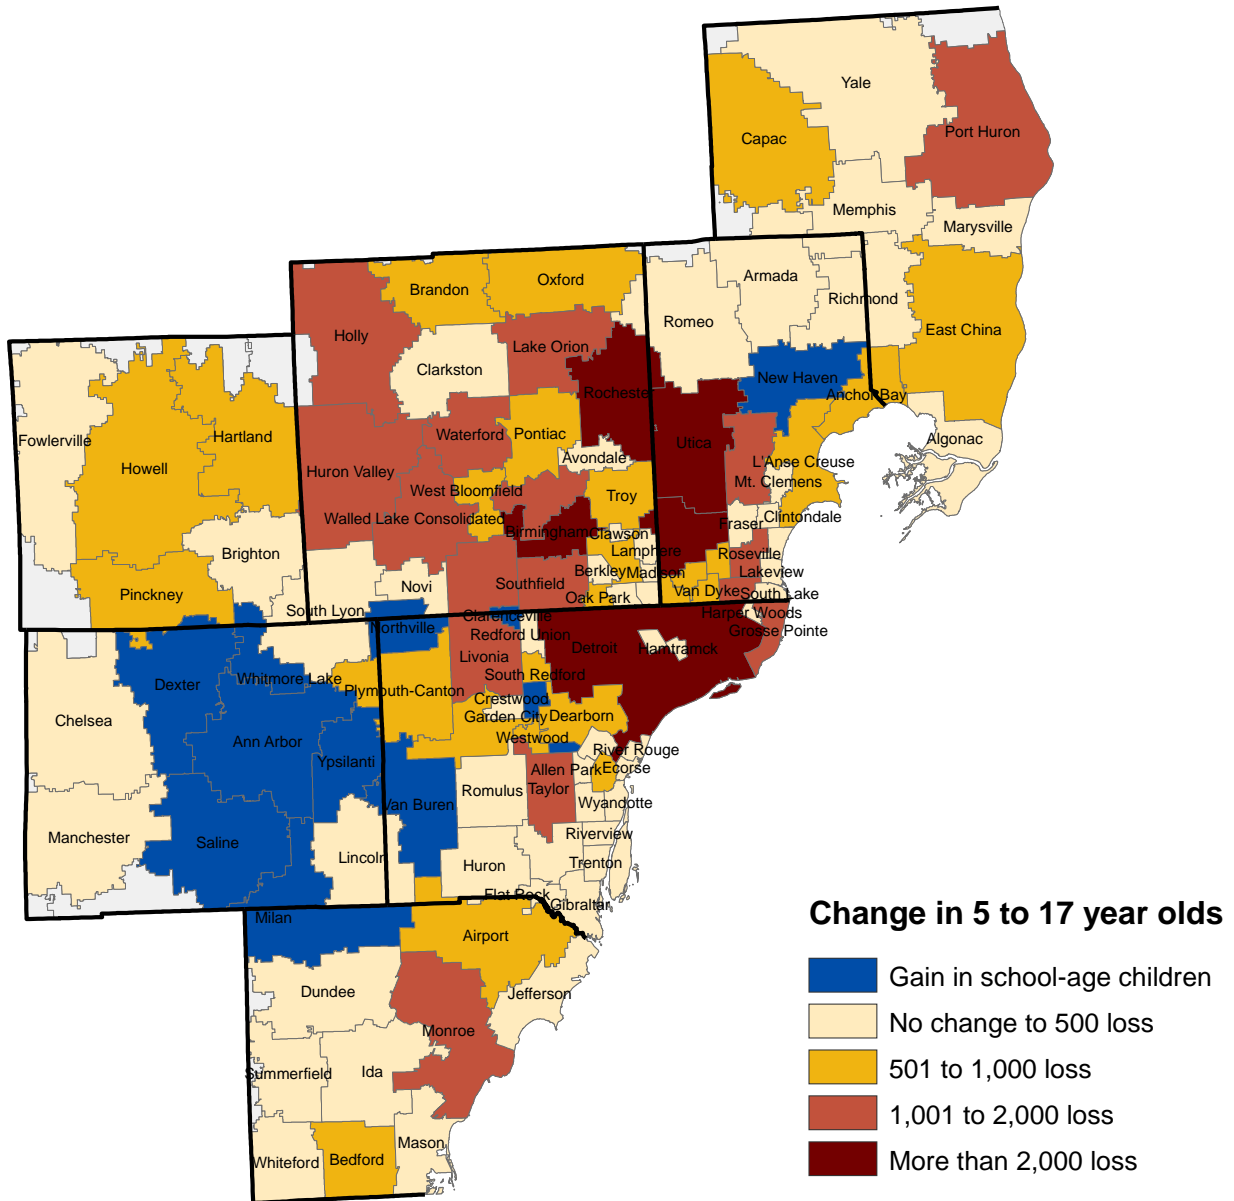 Yale
Capac
Port Huron
Memphis
Marysville
Armada
Oxford
Brandon
Richmond
Romeo
East China
Holly
Lake Orion
Clarkston
New Haven
Rochester
Anchor Bay
Fowlerville
Hartland
Waterford
Pontiac
Utica
Algonac
Avondale
Howell
Huron Valley
L'Anse Creuse
Mt. Clemens
West Bloomfield
Troy
Walled Lake Consolidated
Clintondale
Fraser
Birmingham
Clawson
Brighton
Lamphere
Roseville
Berkley
Madison
Lakeview
Southfield
Novi
Pinckney
Oak Park
Van Dyke
South Lake
South Lyon
Clarenceville
Harper Woods
Northville
Redford Union
Grosse Pointe
Detroit
Hamtramck
Livonia
South Redford
Dexter
Whitmore Lake
Plymouth-Canton
Crestwood
Garden City
Dearborn
Chelsea
Westwood
Ann Arbor
River Rouge
Ypsilanti
Allen Park
Ecorse
Taylor
Romulus
Van Buren
Wyandotte
Riverview
Manchester
Saline
Lincoln
Huron
Trenton
Flat Rock
Gibraltar
Milan
Airport
Dundee
Jefferson
Monroe
Summerfield
Ida
Mason
Whiteford
Bedford
Change in 5 to 17 year olds
Gain in school-age children
No change to 500 loss
501 to 1,000 loss
1,001 to 2,000 loss
More than 2,000 loss